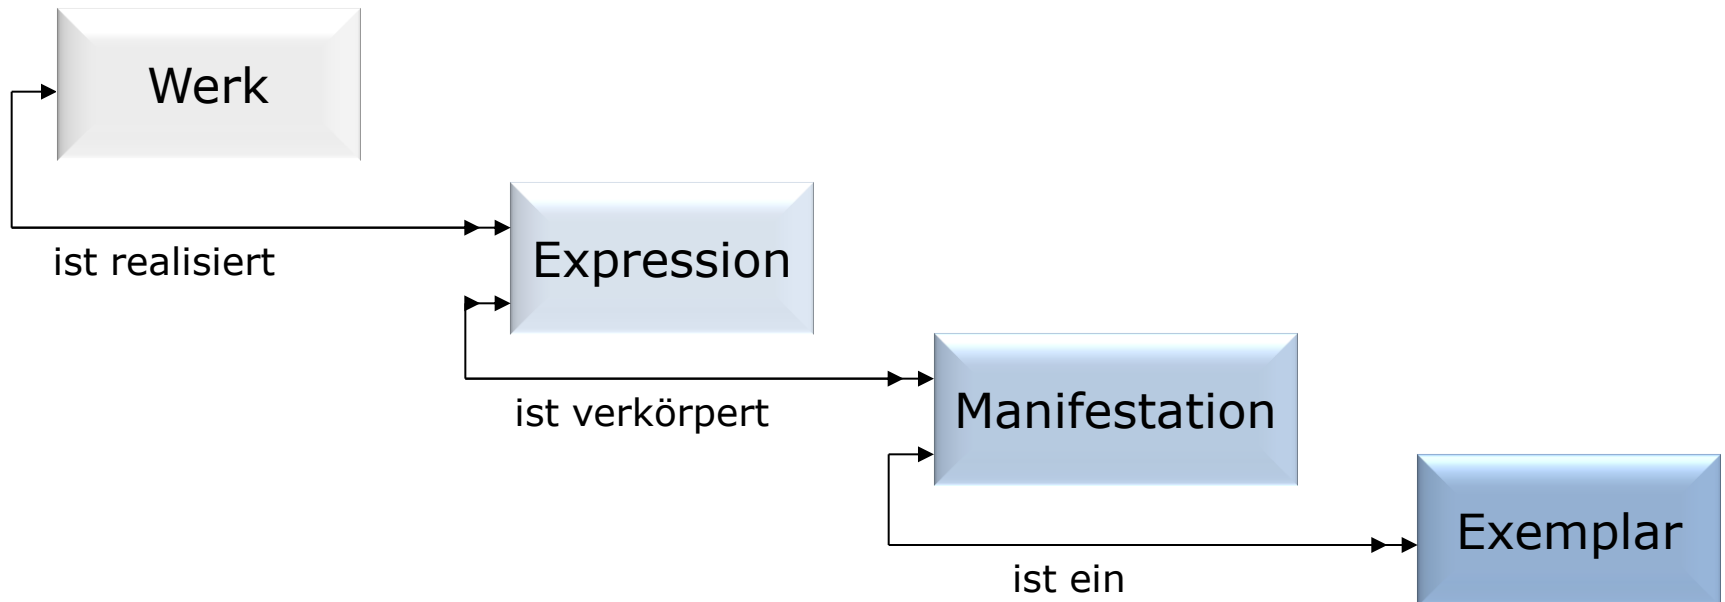 Werk
ist realisiert
Expression
ist verkörpert
Manifestation
ist ein
Exemplar